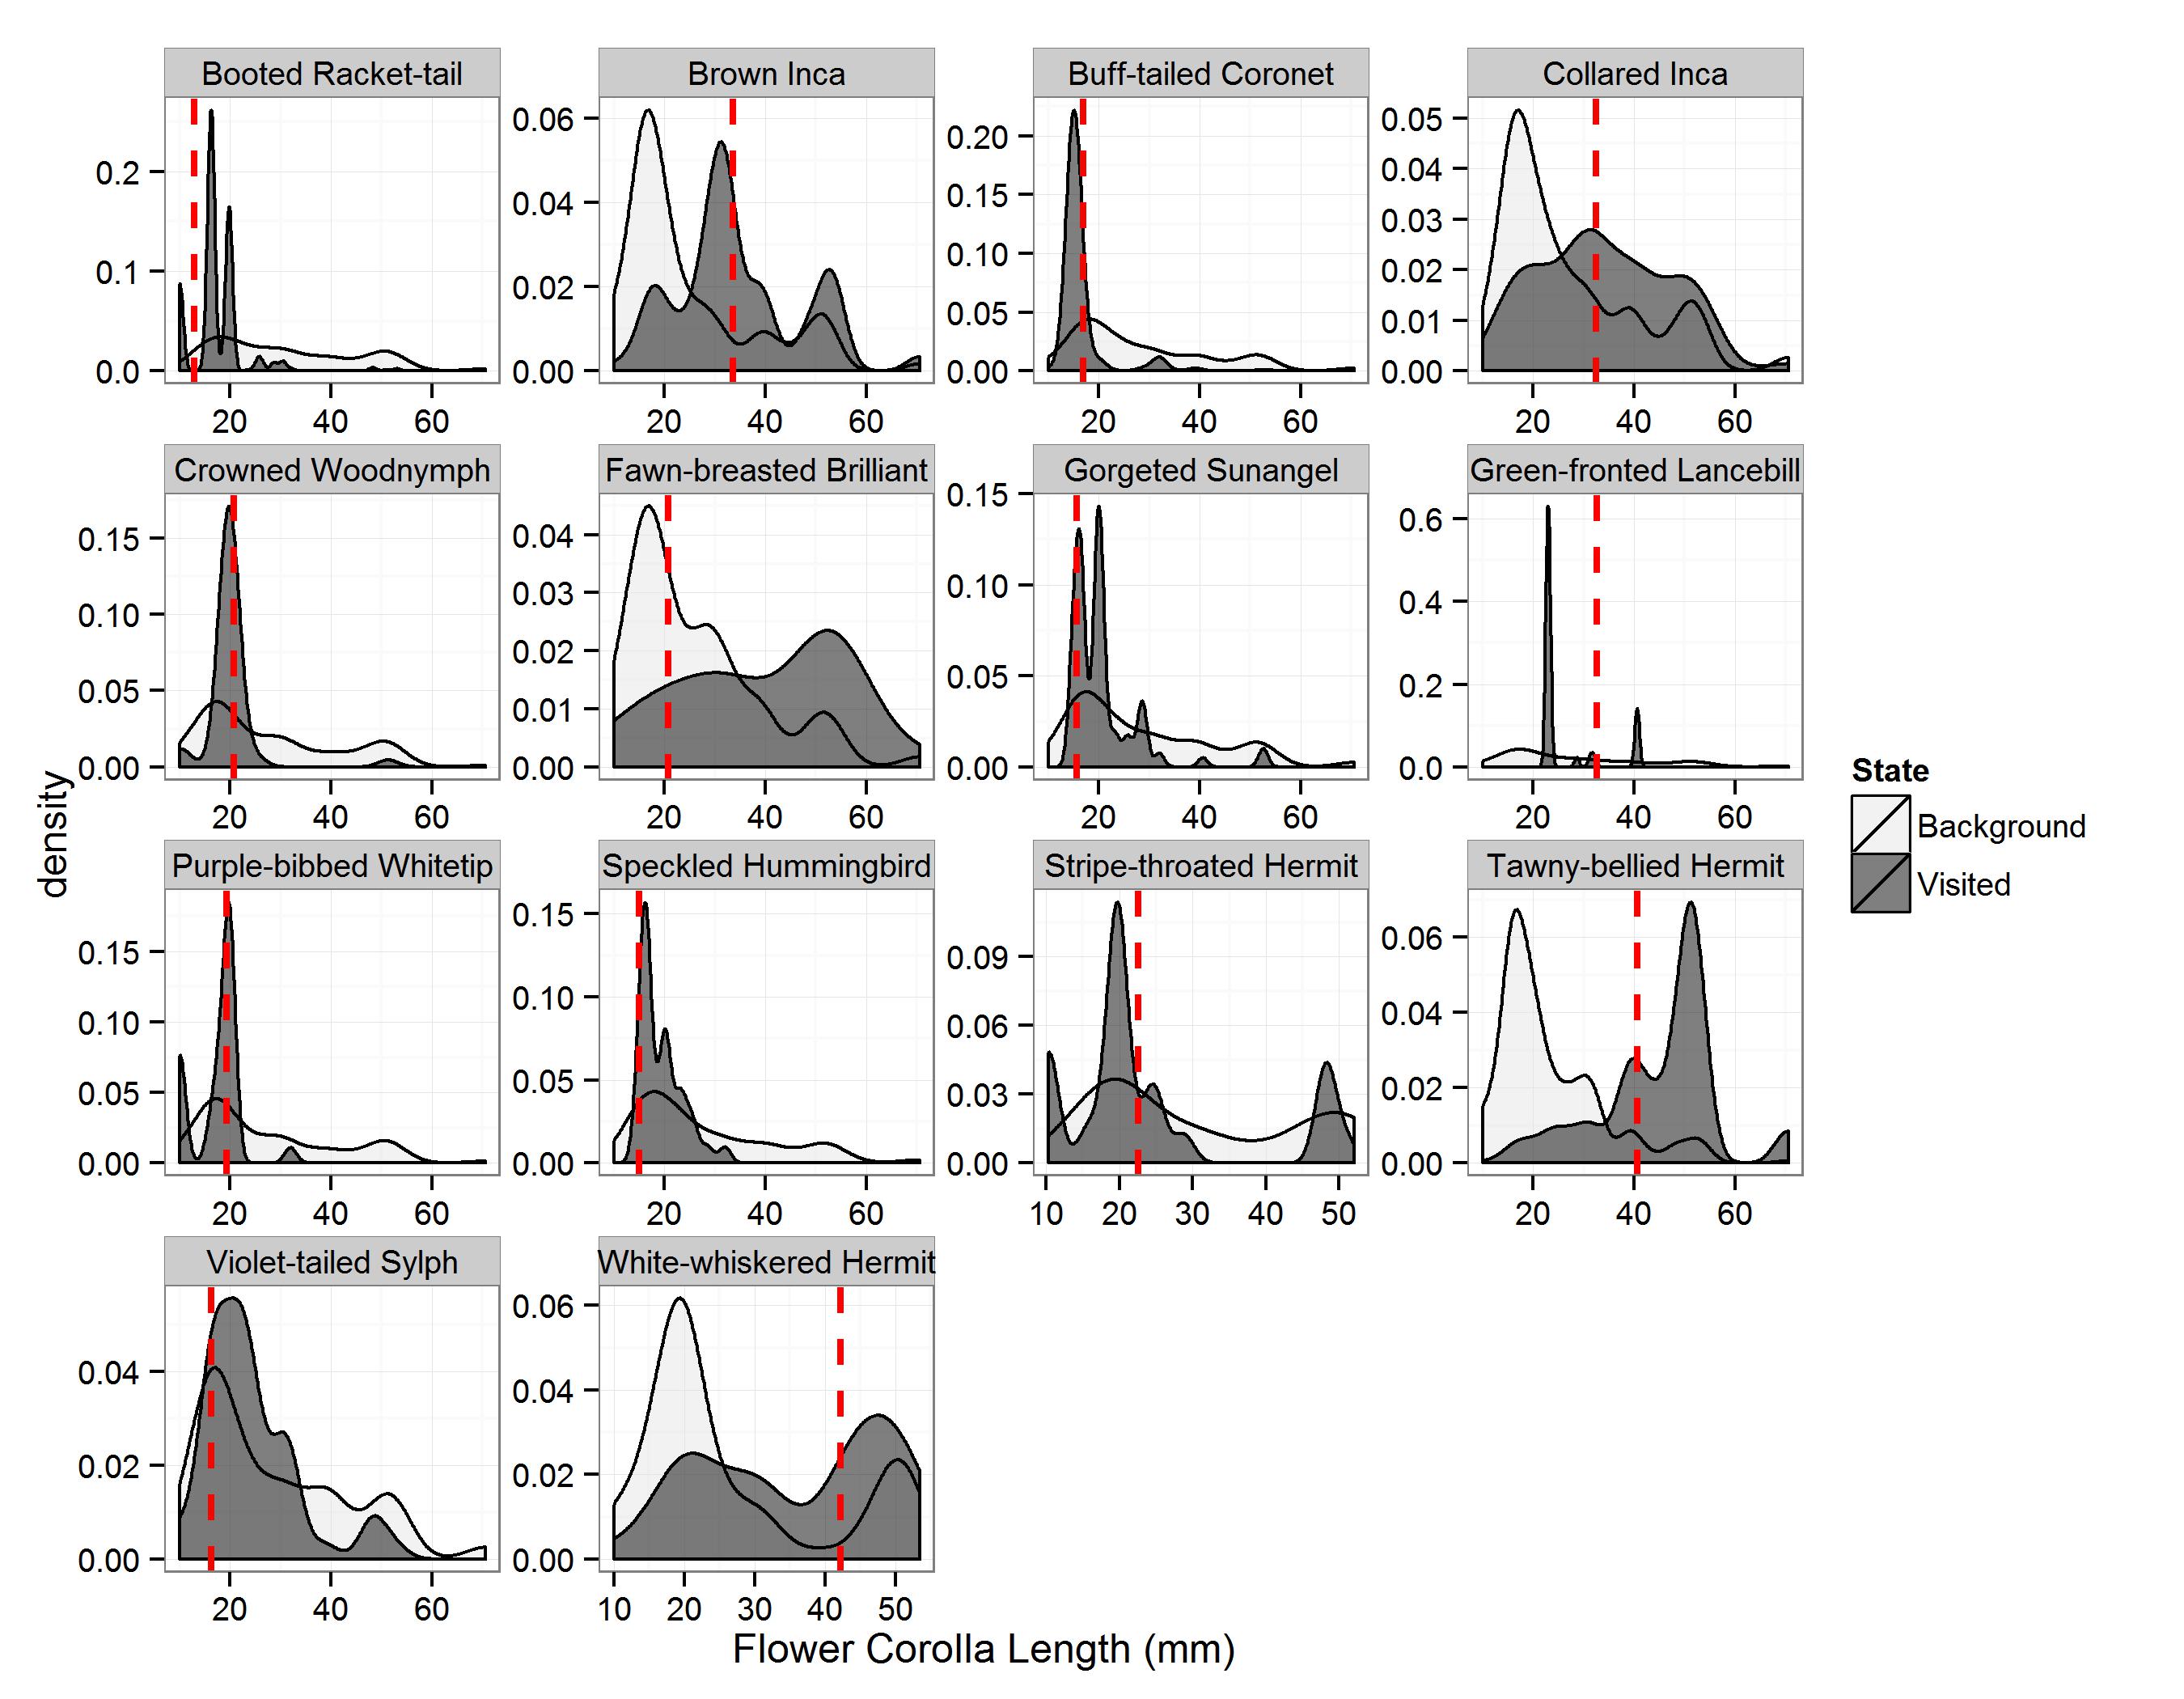 Booted Racket-tail
Brown Inca
Buff-tailed Coronet
Collared Inca
0.2
0.1
0.0
20 40 60
0.06
0.04
0.02
0.00
20 40 60
0.20
0.15
0.10
0.05
0.00
20 40 60
0.05
0.04
0.03
0.02
0.01
0.00
20 40 60
Crowned Woodnymph
Fawn-breasted Brilliant
Gorgeted Sunangel
Green-fronted Lancebill
0.15
0.10
0.05
0.00
20 40 60
0.04
0.03
0.02
0.01
0.00
20 40 60
0.15
0.10
0.05
0.00
20 40 60
0.6
0.4
0.2
0.0
20 40 60
Purple-bibbed Whitetip
Speckled Hummingbird
Stripe-throated Hermit
Tawny-bellied Hermit
0.15
0.10
0.05
0.00
20 40 60
0.15
0.10
0.05
0.00
20 40 60
0.09
0.06
0.03
0.00
10 20 30 40 50
0.06
0.04
0.02
0.00
20 40 60
Violet-tailed Sylph
White-whiskered Hermit
0.04
0.02
0.00
20 40 60
0.06
0.04
0.02
0.00
10 20 30 40 50
density
Flower Corolla Length (mm)
State
Background
Visited